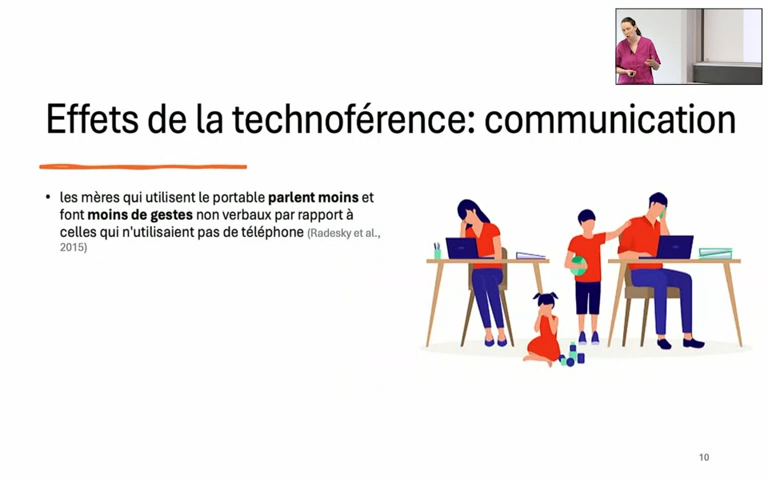 Effets de la technoférence: communication
• les mères qui utilisent le portable parlent moins et
font moins de gestes non verbaux par rapport à
celles qui n'utilisaient pas de téléphone (Radesky et al.,
2015)
10